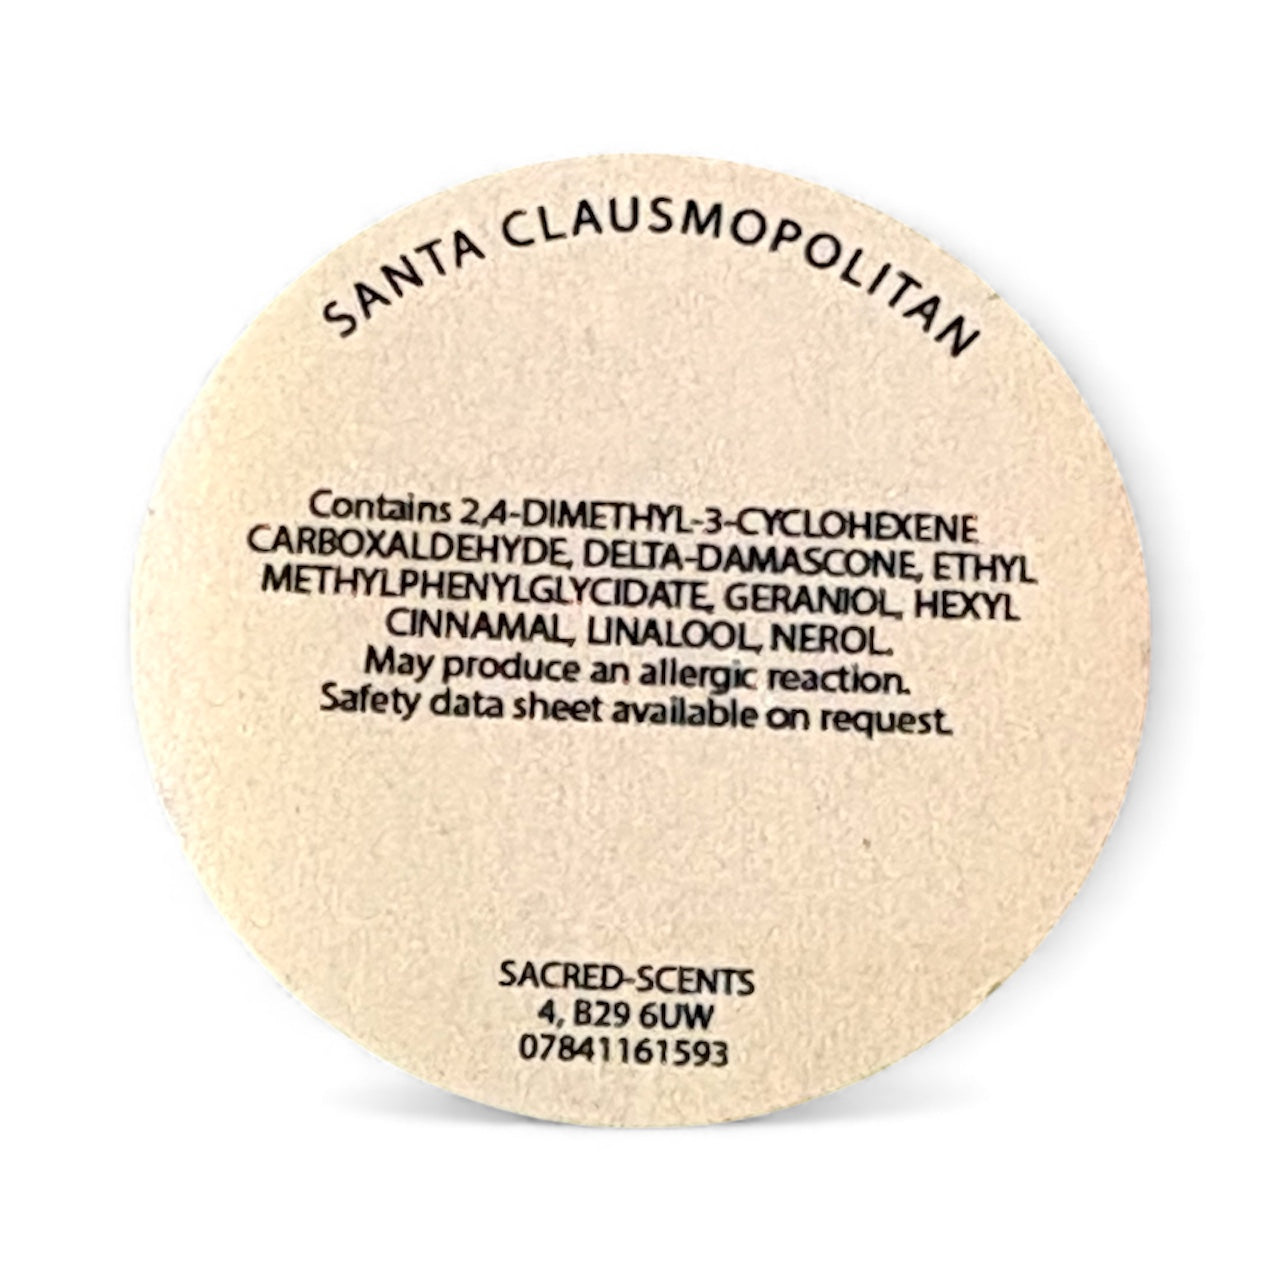 SANTA CLAUSMOPOLITAN
Contains 2,4-DIMETHYL-3-CYCLOHEXENE
CARBOXALDEHYDE, DELTA-DAMASCONE, ETHYL
METHYLPHENYLGLYCIDATE, GERANIOL, HEXYL
CINNAMAL, LINALOOL, NEROL.
May produce an allergic reaction.
Safety data sheet available on request.
SACRED-SCENTS
4, B29 6UW
07841161593